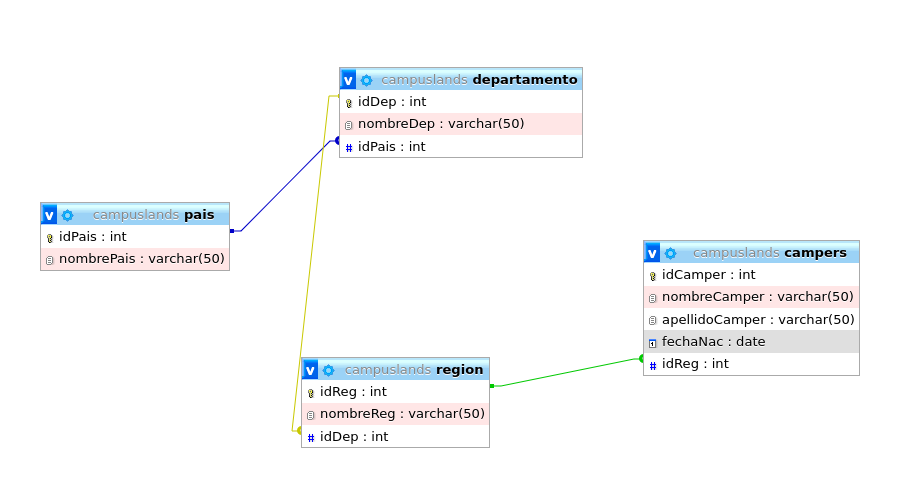 v campuslands departamento
idDep : int
nombreDep : varchar(50)
# idPais : int
v campuslands pais
idPais : int
nombrePais : varchar(50)
v campuslands campers
idCamper : int
nombreCamper : varchar(50)
apellidoCamper : varchar(50)
fechaNac : date
# idReg : int
v campuslands region
idReg : int
nombreReg : varchar(50)
# idDep : int